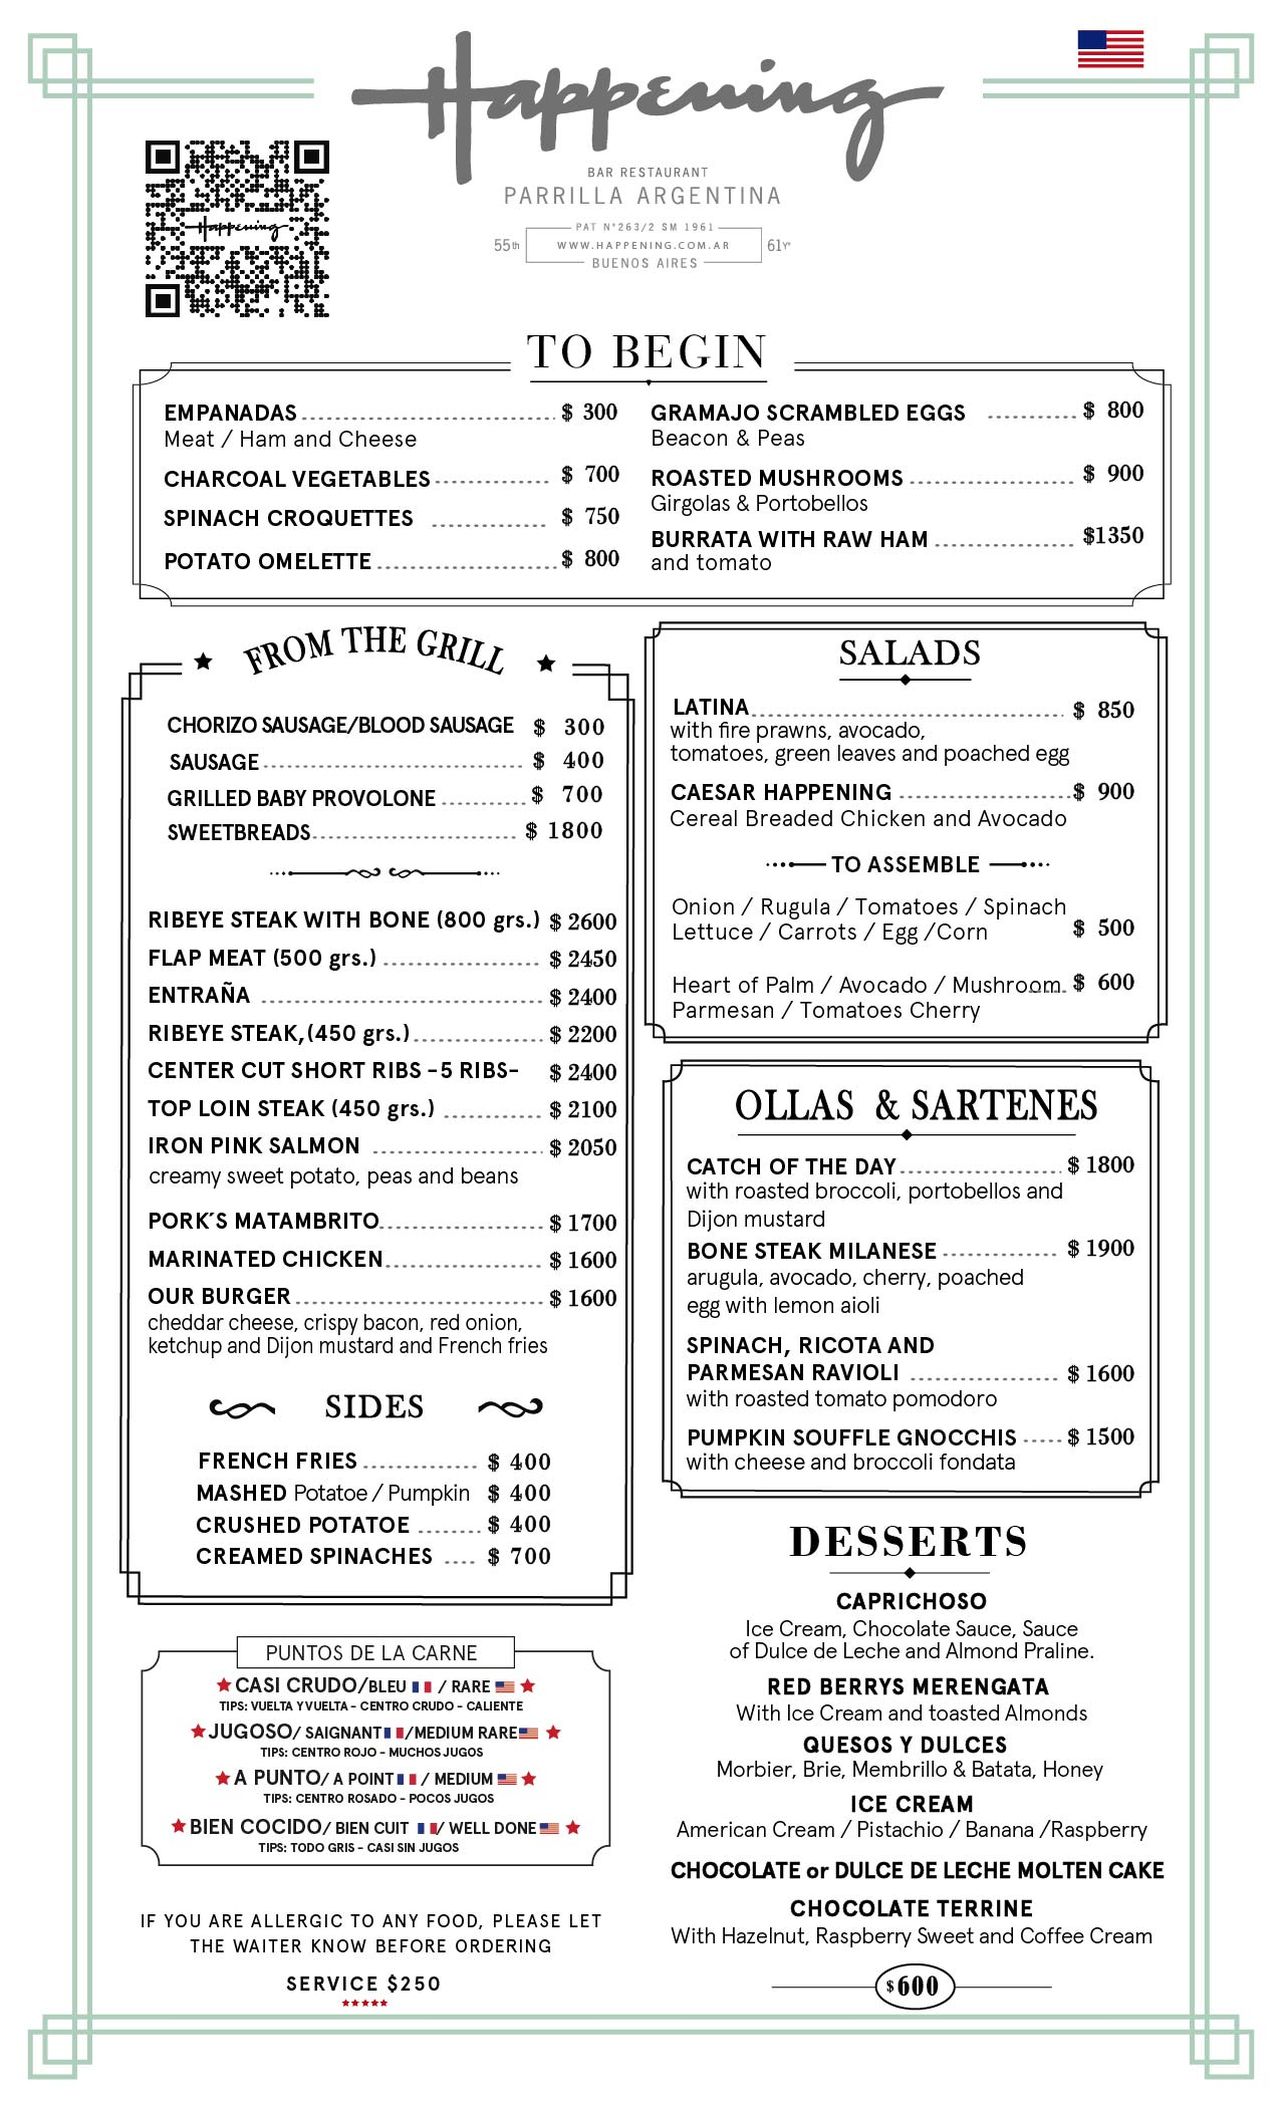 Happening
Happening
BAR RESTAURANT
PARRILLA ARGENTINA
PAT N°263/2 SM 1961
55th WWW.HAPPENING.COM.AR 61Yr
BUENOS AIRES
TO BEGIN
EMPANADAS $ 300
Meat / Ham and Cheese
CHARCOAL VEGETABLES $ 700
SPINACH CROQUETTES $ 750
POTATO OMELETTE $ 800
GRAMAJO SCRAMBLED EGGS $ 800
Beacon & Peas
ROASTED MUSHROOMS $ 900
Girgolas & Portobellos
BURRATA WITH RAW HAM $1350
and tomato
FROM THE GRILL
CHORIZO SAUSAGE/BLOOD SAUSAGE $ 300
SAUSAGE $ 400
GRILLED BABY PROVOLONE $ 700
SWEETBREADS $ 1800
RIBEYE STEAK WITH BONE (800 grs.) $ 2600
FLAP MEAT (500 grs.) $ 2450
ENTRAÑA $ 2400
RIBEYE STEAK,(450 grs.) $ 2200
CENTER CUT SHORT RIBS -5 RIBS- $ 2400
TOP LOIN STEAK (450 grs.) $ 2100
IRON PINK SALMON $ 2050
creamy sweet potato, peas and beans
PORK´S MATAMBRITO $ 1700
MARINATED CHICKEN $ 1600
OUR BURGER $ 1600
cheddar cheese, crispy bacon, red onion,
ketchup and Dijon mustard and French fries
SIDES
FRENCH FRIES $ 400
MASHED Potatoe / Pumpkin $ 400
CRUSHED POTATOE $ 400
CREAMED SPINACHES $ 700
PUNTOS DE LA CARNE
CASI CRUDO/BLEU / RARE
TIPS: VUELTA Y VUELTA - CENTRO CRUDO - CALIENTE
JUGOSO/ SAIGNANT /MEDIUM RARE
TIPS: CENTRO ROJO - MUCHOS JUGOS
A PUNTO/ A POINT / MEDIUM
TIPS: CENTRO ROSADO - POCOS JUGOS
BIEN COCIDO/ BIEN CUIT / WELL DONE
TIPS: TODO GRIS - CASI SIN JUGOS
IF YOU ARE ALLERGIC TO ANY FOOD, PLEASE LET
THE WAITER KNOW BEFORE ORDERING
SERVICE $250
SALADS
LATINA $ 850
with fire prawns, avocado,
tomatoes, green leaves and poached egg
CAESAR HAPPENING $ 900
Cereal Breaded Chicken and Avocado
TO ASSEMBLE
Onion / Rugula / Tomatoes / Spinach
Lettuce / Carrots / Egg /Corn $ 500
Heart of Palm / Avocado / Mushroom $ 600
Parmesan / Tomatoes Cherry
OLLAS & SARTENES
CATCH OF THE DAY $ 1800
with roasted broccoli, portobellos and
Dijon mustard
BONE STEAK MILANESE $ 1900
arugula, avocado, cherry, poached
egg with lemon aioli
SPINACH, RICOTA AND
PARMESAN RAVIOLI $ 1600
with roasted tomato pomodoro
PUMPKIN SOUFFLE GNOCCHIS $ 1500
with cheese and broccoli fondata
DESSERTS
CAPRICHOSO
Ice Cream, Chocolate Sauce, Sauce
of Dulce de Leche and Almond Praline.
RED BERRYS MERENGATA
With Ice Cream and toasted Almonds
QUESOS Y DULCES
Morbier, Brie, Membrillo & Batata, Honey
ICE CREAM
American Cream / Pistachio / Banana /Raspberry
CHOCOLATE or DULCE DE LECHE MOLTEN CAKE
CHOCOLATE TERRINE
With Hazelnut, Raspberry Sweet and Coffee Cream
$600